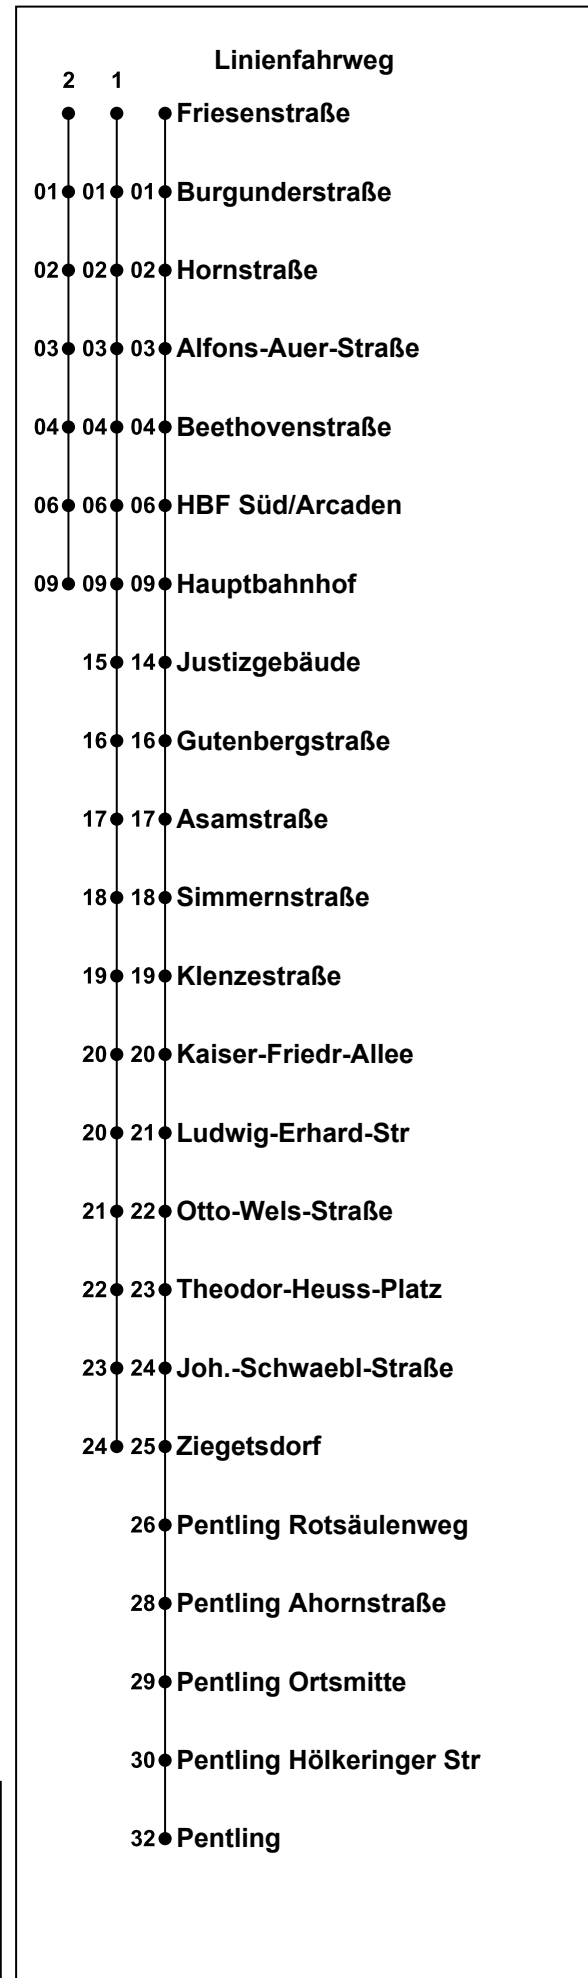 Linienfahrweg
2 1
Friesenstraße
01 01 01 Burgunderstraße
02 02 02 Hornstraße
03 03 03 Alfons-Auer-Straße
04 04 04 Beethovenstraße
06 06 06 HBF Süd/Arcaden
09 09 09 Hauptbahnhof
15 14 Justizgebäude
16 16 Gutenbergstraße
17 17 Asamstraße
18 18 Simmernstraße
19 19 Klenzestraße
20 20 Kaiser-Friedr-Allee
20 21 Ludwig-Erhard-Str
21 22 Otto-Wels-Straße
22 23 Theodor-Heuss-Platz
23 24 Joh.-Schwaebl-Straße
24 25 Ziegetsdorf
26 Pentling Rotsäulenweg
28 Pentling Ahornstraße
29 Pentling Ortsmitte
30 Pentling Hölkeringer Str
32 Pentling